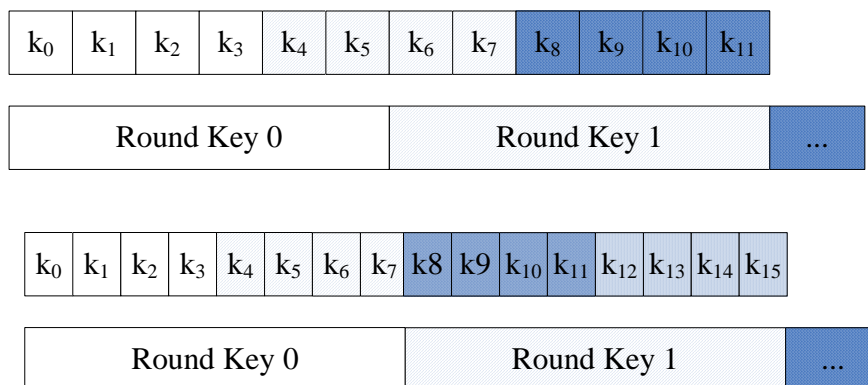 k₀ k₁ k₂ k₃ k₄ k₅ k₆ k₇ k₈ k₉ k₁₀ k₁₁
Round Key 0 Round Key 1 ...
k₀ k₁ k₂ k₃ k₄ k₅ k₆ k₇ k8 k9 k₁₀ k₁₁ k₁₂ k₁₃ k₁₄ k₁₅
Round Key 0 Round Key 1 ...